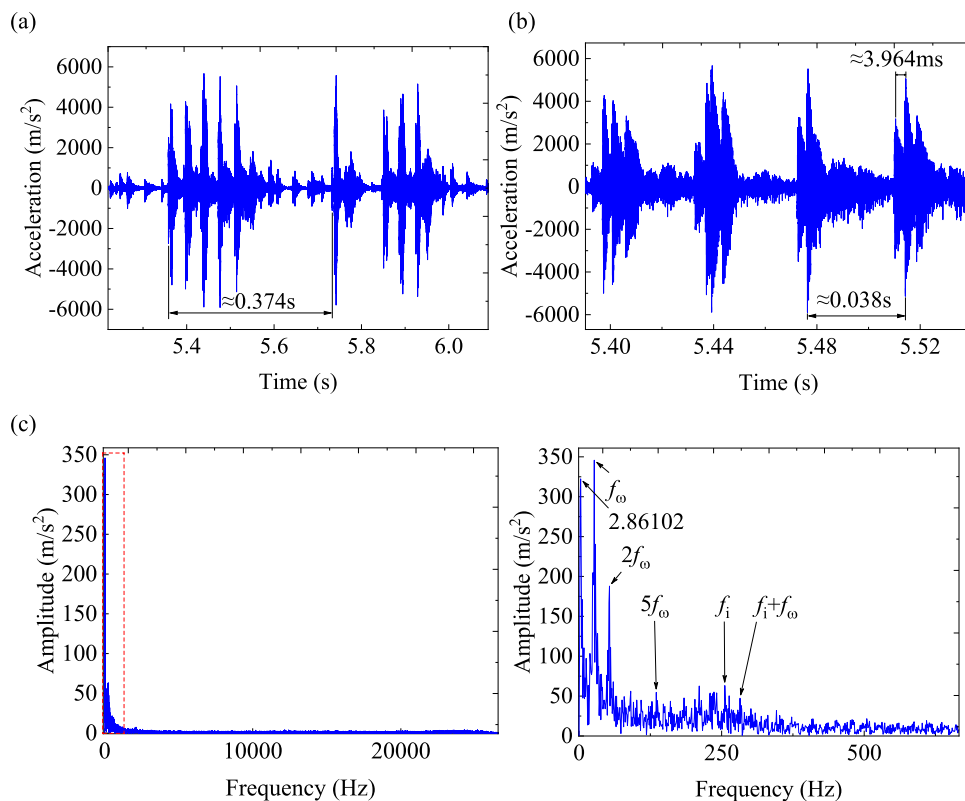 (a)
(b)
6000
4000
2000
0
-2000
-4000
-6000
Acceleration (m/s²)
≈0.374s
5.4
5.6
5.8
6.0
Time (s)
6000
4000
2000
0
-2000
-4000
-6000
Acceleration (m/s²)
≈3.964ms
≈0.038s
5.40
5.44
5.48
5.52
Time (s)
(c)
350
300
250
200
150
100
50
0
Amplitude (m/s²)
0
10000
20000
Frequency (Hz)
350
300
250
200
150
100
50
0
Amplitude (m/s²)
fω
2.86102
2fω
5fω
fi
fi+fω
0
250
500
Frequency (Hz)